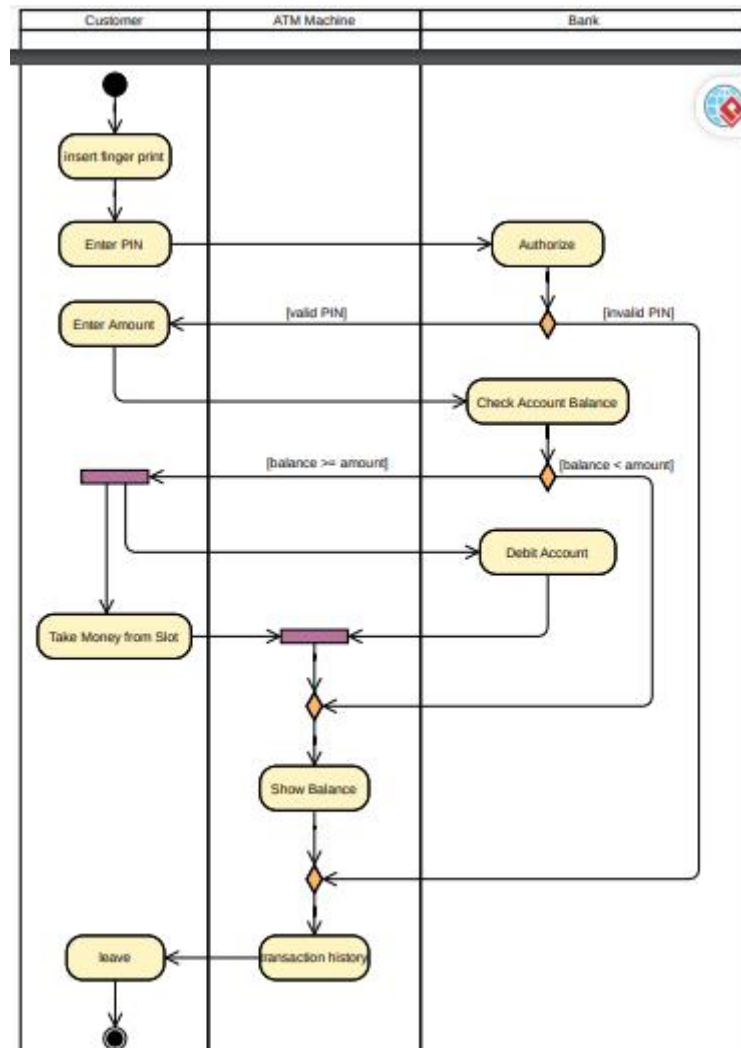 Customer
ATM Machine
Bank
insert finger print
Enter PIN
Authorize
Enter Amount
[valid PIN]
[invalid PIN]
Check Account Balance
[balance >= amount]
[balance < amount]
Debit Account
Take Money from Slot
Show Balance
leave
transaction history